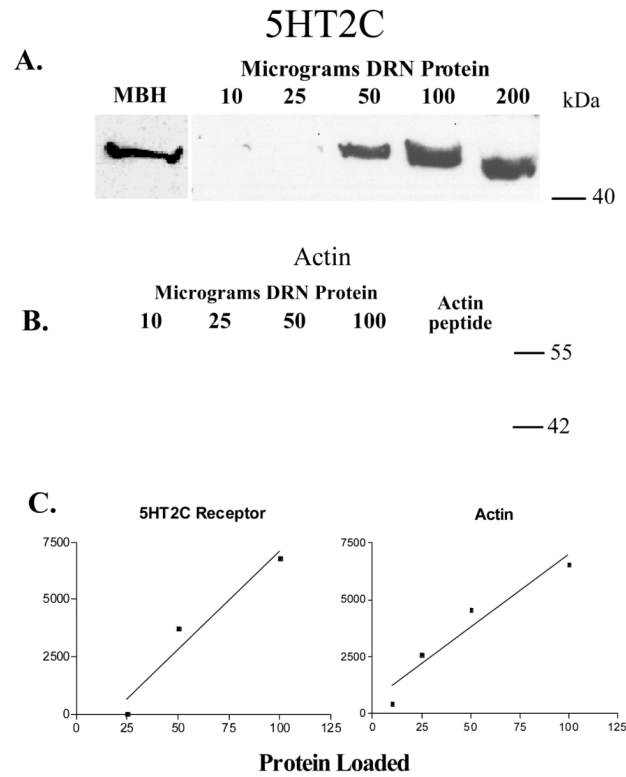 5HT2C
A.
Micrograms DRN Protein
MBH 10 25 50 100 200 kDa
40
Actin
Micrograms DRN Protein
B.
10 25 50 100 Actin peptide
55
42
C.
5HT2C Receptor
7500
5000
2500
0
0 25 50 75 100 125
Actin
7500
5000
2500
0
0 25 50 75 100 125
Protein Loaded